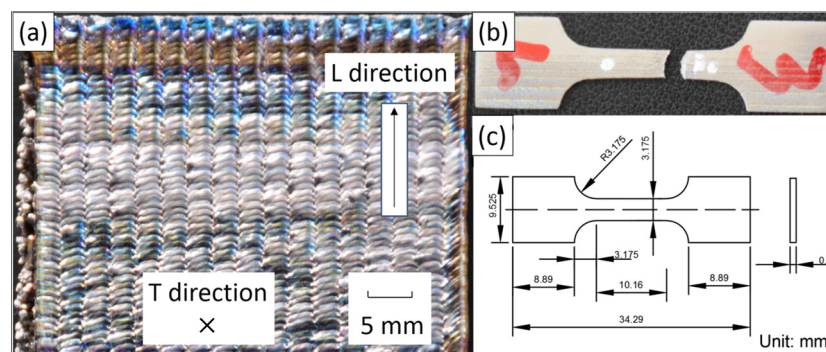 (a)
L direction
T direction
×
5 mm
(b)
(c)
R3.175
3.175
9.525
3.175
8.89
10.16
8.89
34.29
0.
Unit: mm